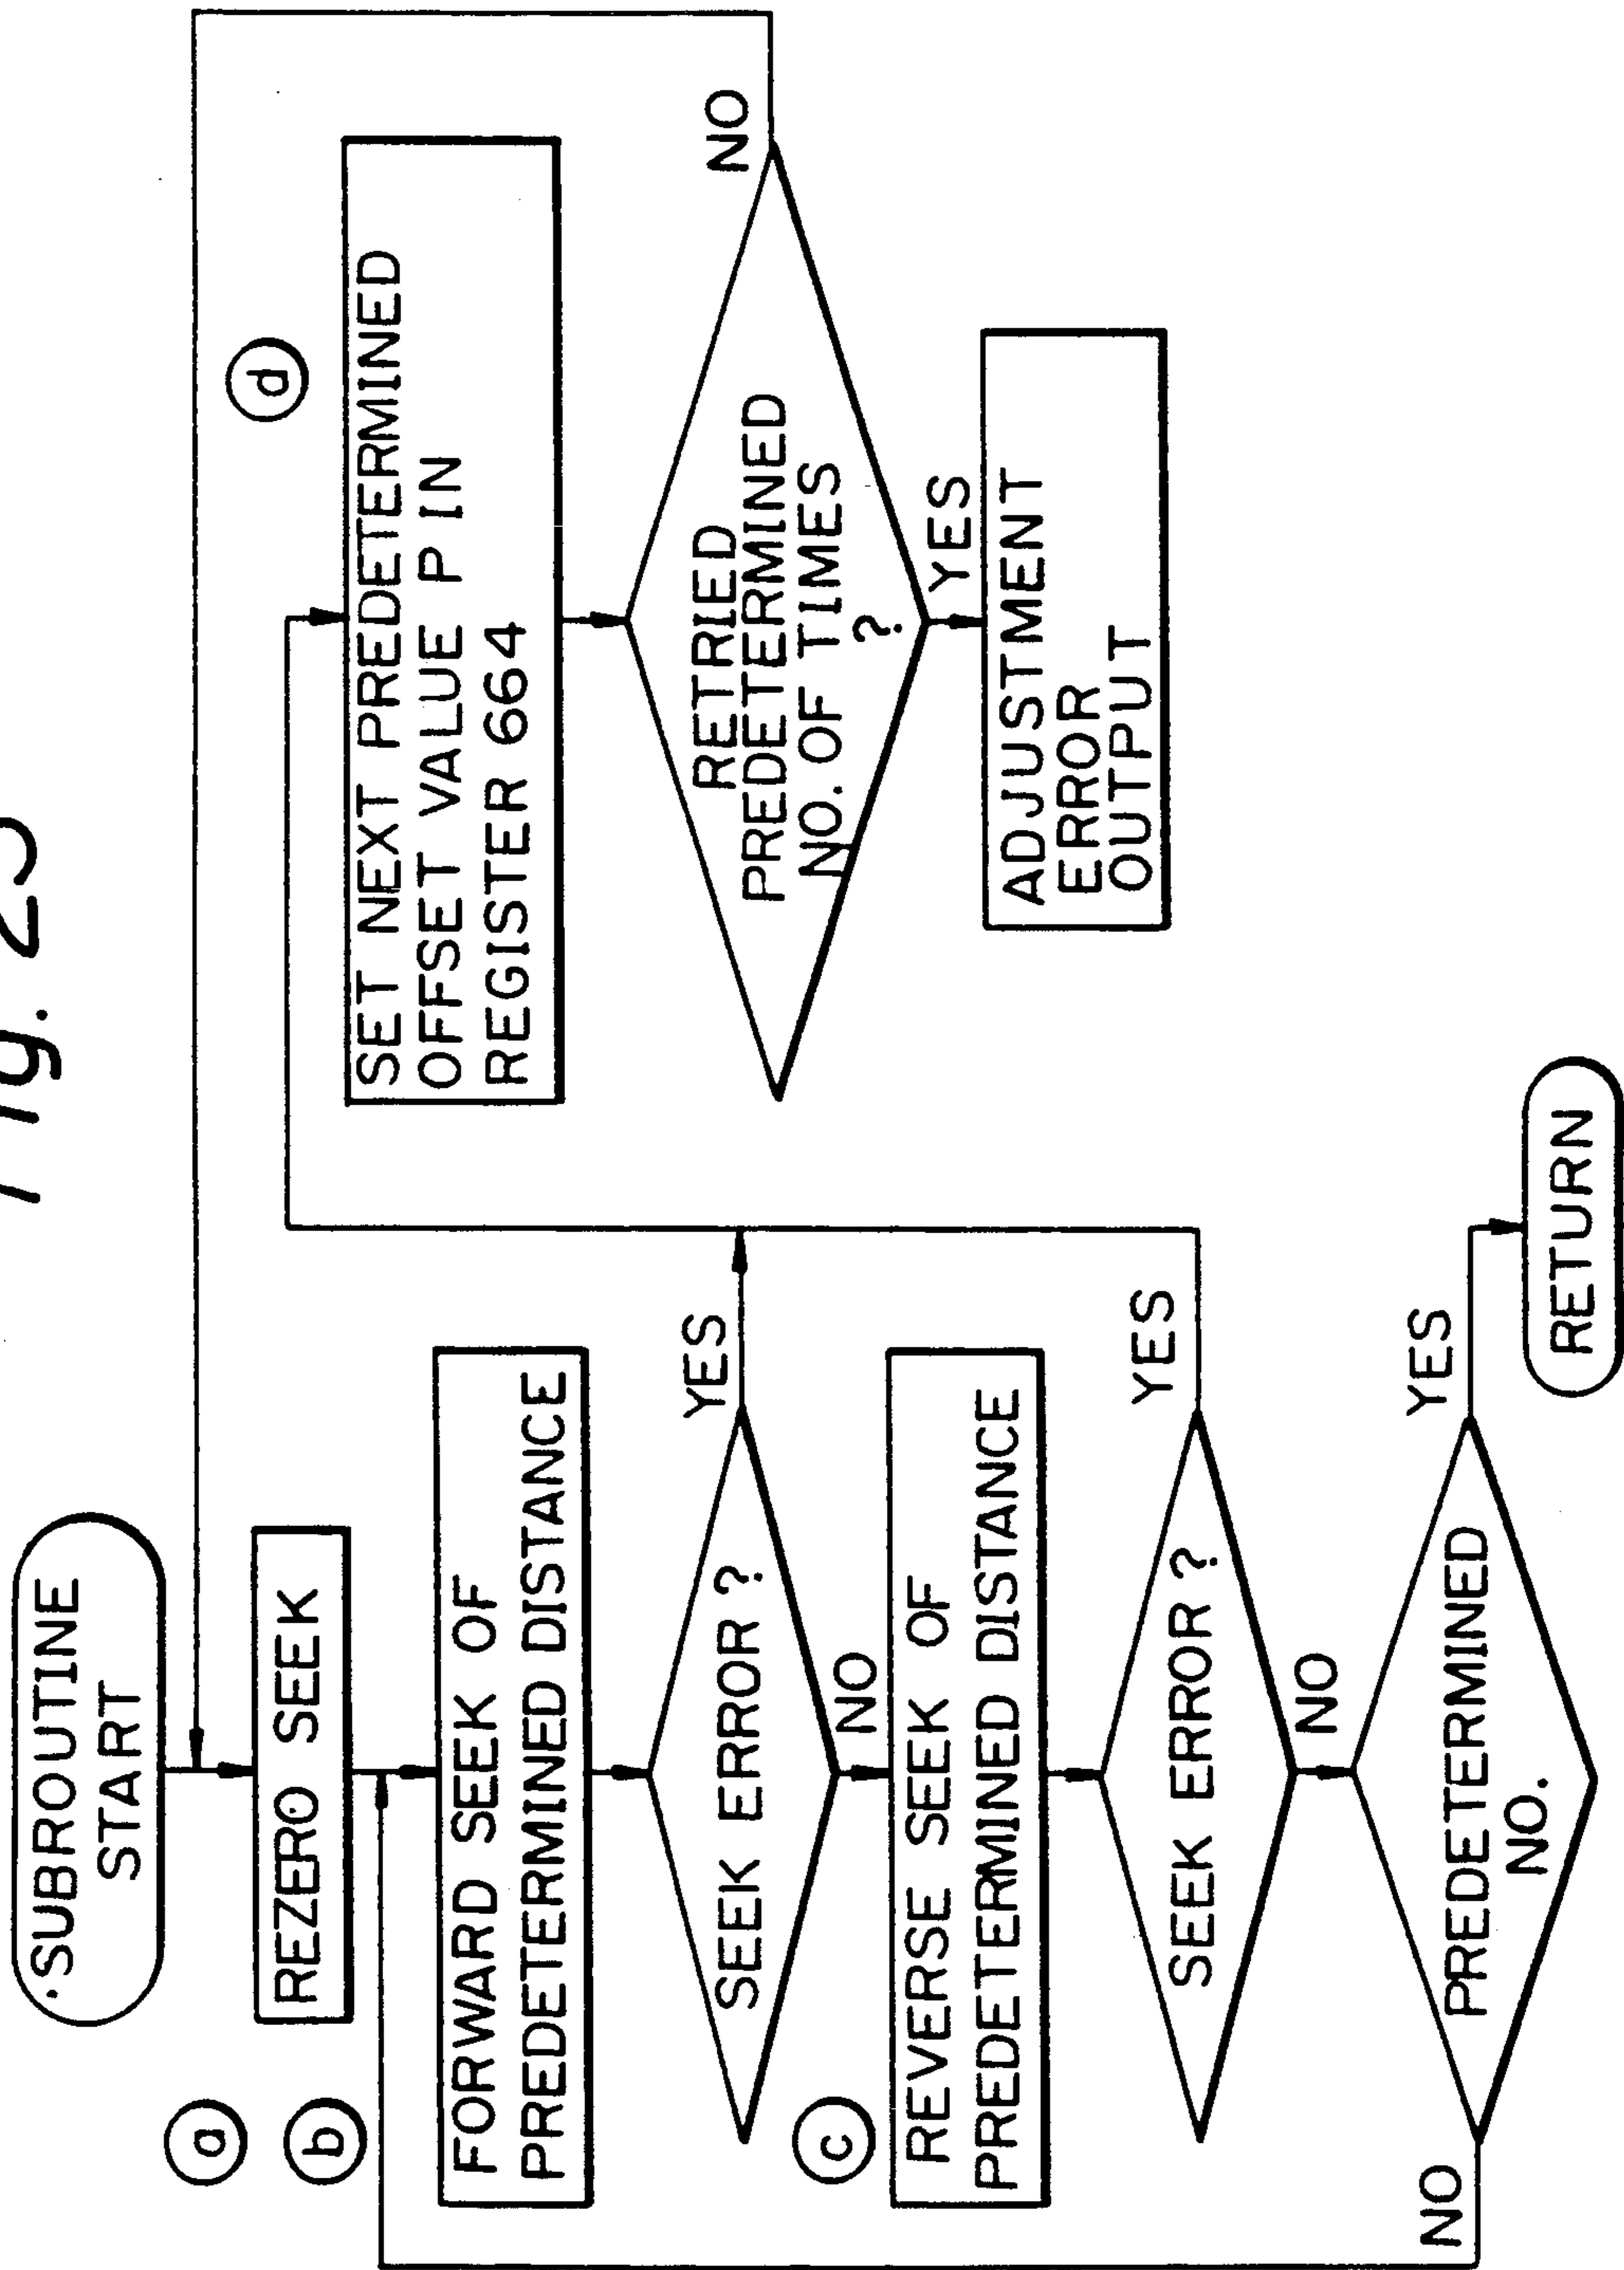 Fig. 25
SUBROUTINE
START
a
REZERO SEEK
b
FORWARD SEEK OF
PREDETERMINED DISTANCE
SEEK ERROR ?
YES
NO
c
REVERSE SEEK OF
PREDETERMINED DISTANCE
SEEK ERROR ?
YES
NO
PREDETERMINED
NO.
YES
NO
RETURN
d
SET NEXT PREDETERMINED
OFFSET VALUE P IN
REGISTER 664
RETRIED
PREDETERMINED
NO. OF TIMES
?
NO
YES
ADJUSTMENT
ERROR
OUTPUT